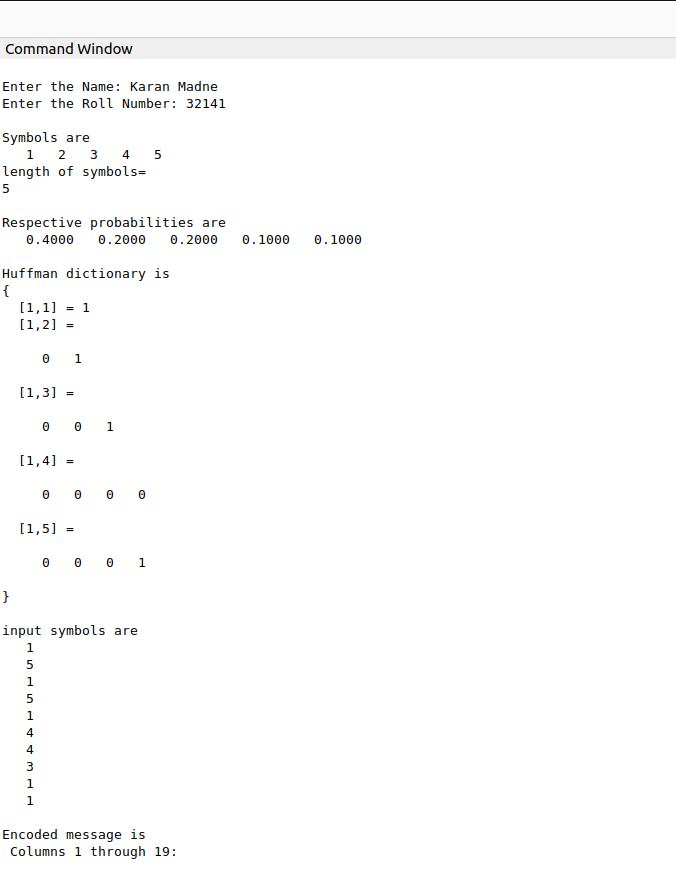 Command Window
Enter the Name: Karan Madne
Enter the Roll Number: 32141
Symbols are
1 2 3 4 5
length of symbols=
5
Respective probabilities are
0.4000 0.2000 0.2000 0.1000 0.1000
Huffman dictionary is
{
[1,1] = 1
[1,2] =
0 1
[1,3] =
0 0 1
[1,4] =
0 0 0 0
[1,5] =
0 0 0 1
}
input symbols are
1
5
1
5
1
4
4
3
1
1
Encoded message is
Columns 1 through 19: